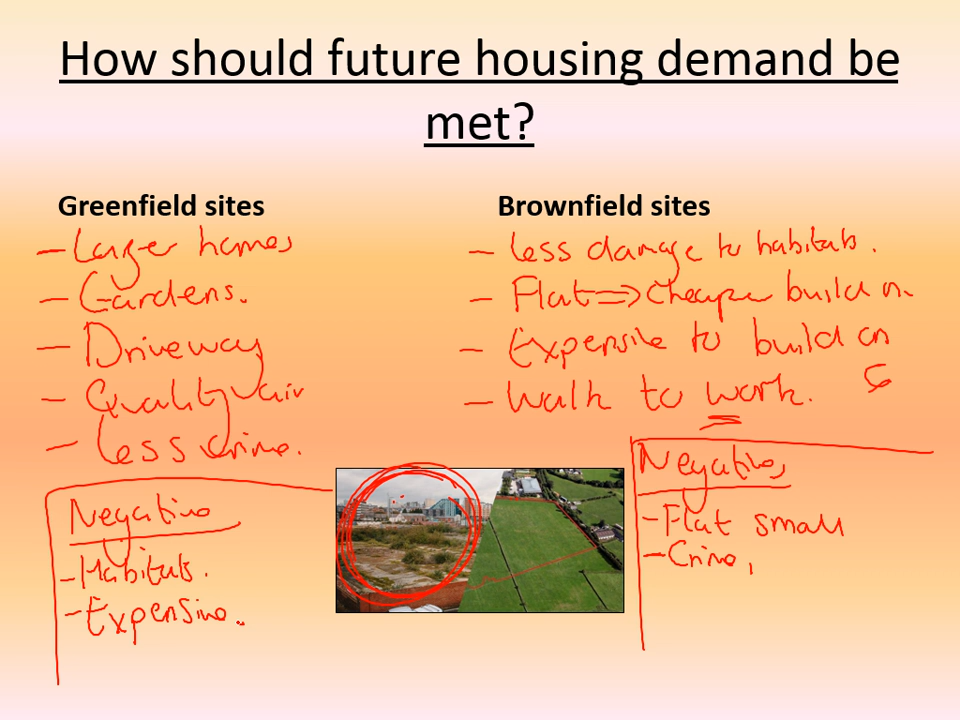 How should future housing demand be
met?
Greenfield sites
- Larger homes
- Gardens.
- Driveway
- Quality air
- Less crime.
Negative
- Habitats.
- Expensive.
Brownfield sites
- less damage to habitats.
- Flat ⇒ cheaper build on
- Expensive to build on
- Walk to work.
Negatives
- Flat small
- Crime,